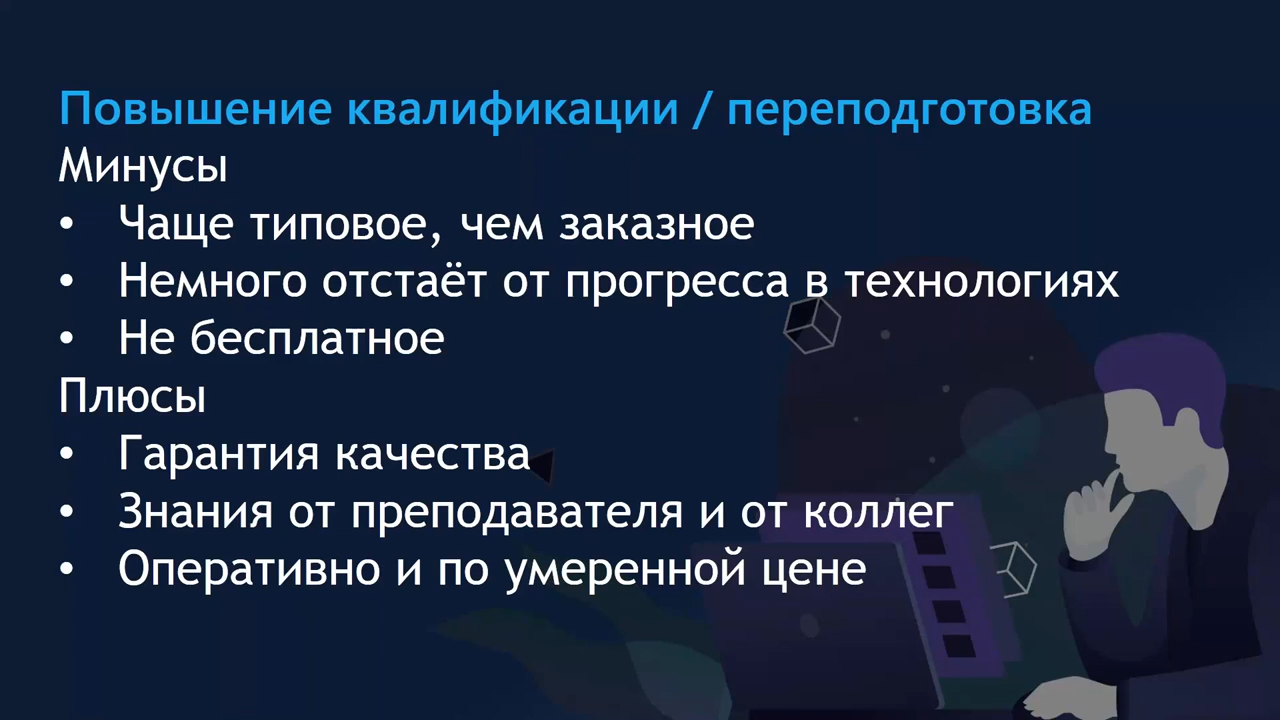 Повышение квалификации / переподготовка
Минусы
• Чаще типовое, чем заказное
• Немного отстаёт от прогресса в технологиях
• Не бесплатное
Плюсы
• Гарантия качества
• Знания от преподавателя и от коллег
• Оперативно и по умеренной цене